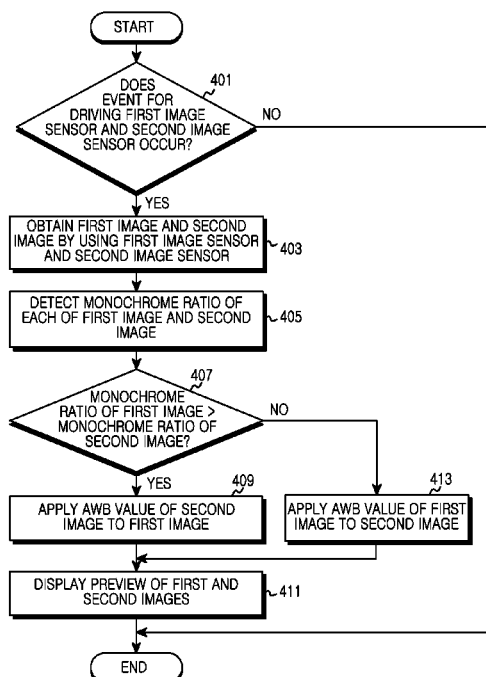 START
401
DOES
EVENT FOR
DRIVING FIRST IMAGE
SENSOR AND SECOND IMAGE
SENSOR OCCUR?
NO
YES
OBTAIN FIRST IMAGE AND SECOND
IMAGE BY USING FIRST IMAGE SENSOR
AND SECOND IMAGE SENSOR
403
DETECT MONOCHROME RATIO OF
EACH OF FIRST IMAGE AND SECOND
IMAGE
405
407
MONOCHROME
RATIO OF FIRST IMAGE >
MONOCHROME RATIO OF
SECOND IMAGE?
NO
YES
409
APPLY AWB VALUE OF SECOND
IMAGE TO FIRST IMAGE
413
APPLY AWB VALUE OF FIRST
IMAGE TO SECOND IMAGE
DISPLAY PREVIEW OF FIRST AND
SECOND IMAGES
411
END